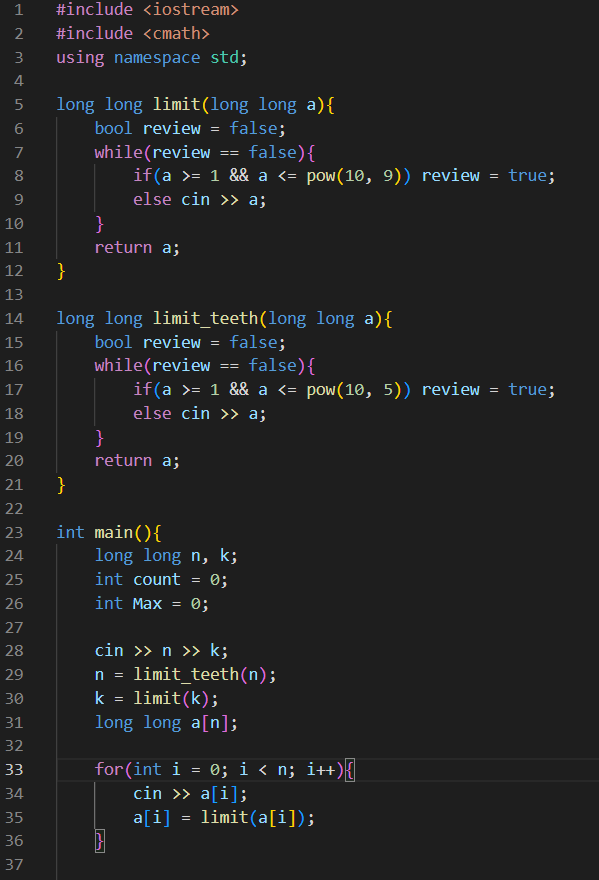 1 #include <iostream>
2 #include <cmath>
3 using namespace std;
4
5 long long limit(long long a){
6     bool review = false;
7     while(review == false){
8         if(a >= 1 && a <= pow(10, 9)) review = true;
9         else cin >> a;
10     }
11     return a;
12 }
13
14 long long limit_teeth(long long a){
15     bool review = false;
16     while(review == false){
17         if(a >= 1 && a <= pow(10, 5)) review = true;
18         else cin >> a;
19     }
20     return a;
21 }
22
23 int main(){
24     long long n, k;
25     int count = 0;
26     int Max = 0;
27
28     cin >> n >> k;
29     n = limit_teeth(n);
30     k = limit(k);
31     long long a[n];
32
33     for(int i = 0; i < n; i++){
34         cin >> a[i];
35         a[i] = limit(a[i]);
36     }
37